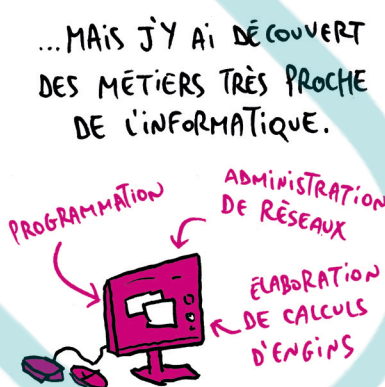 ...MAIS J'Y AI DÉCOUVERT
DES MÉTIERS TRÈS PROCHE
DE L'INFORMATIQUE.
PROGRAMMATION
ADMINISTRATION
DE RÉSEAUX
ÉLABORATION
DE CALCULS
D'ENGINS